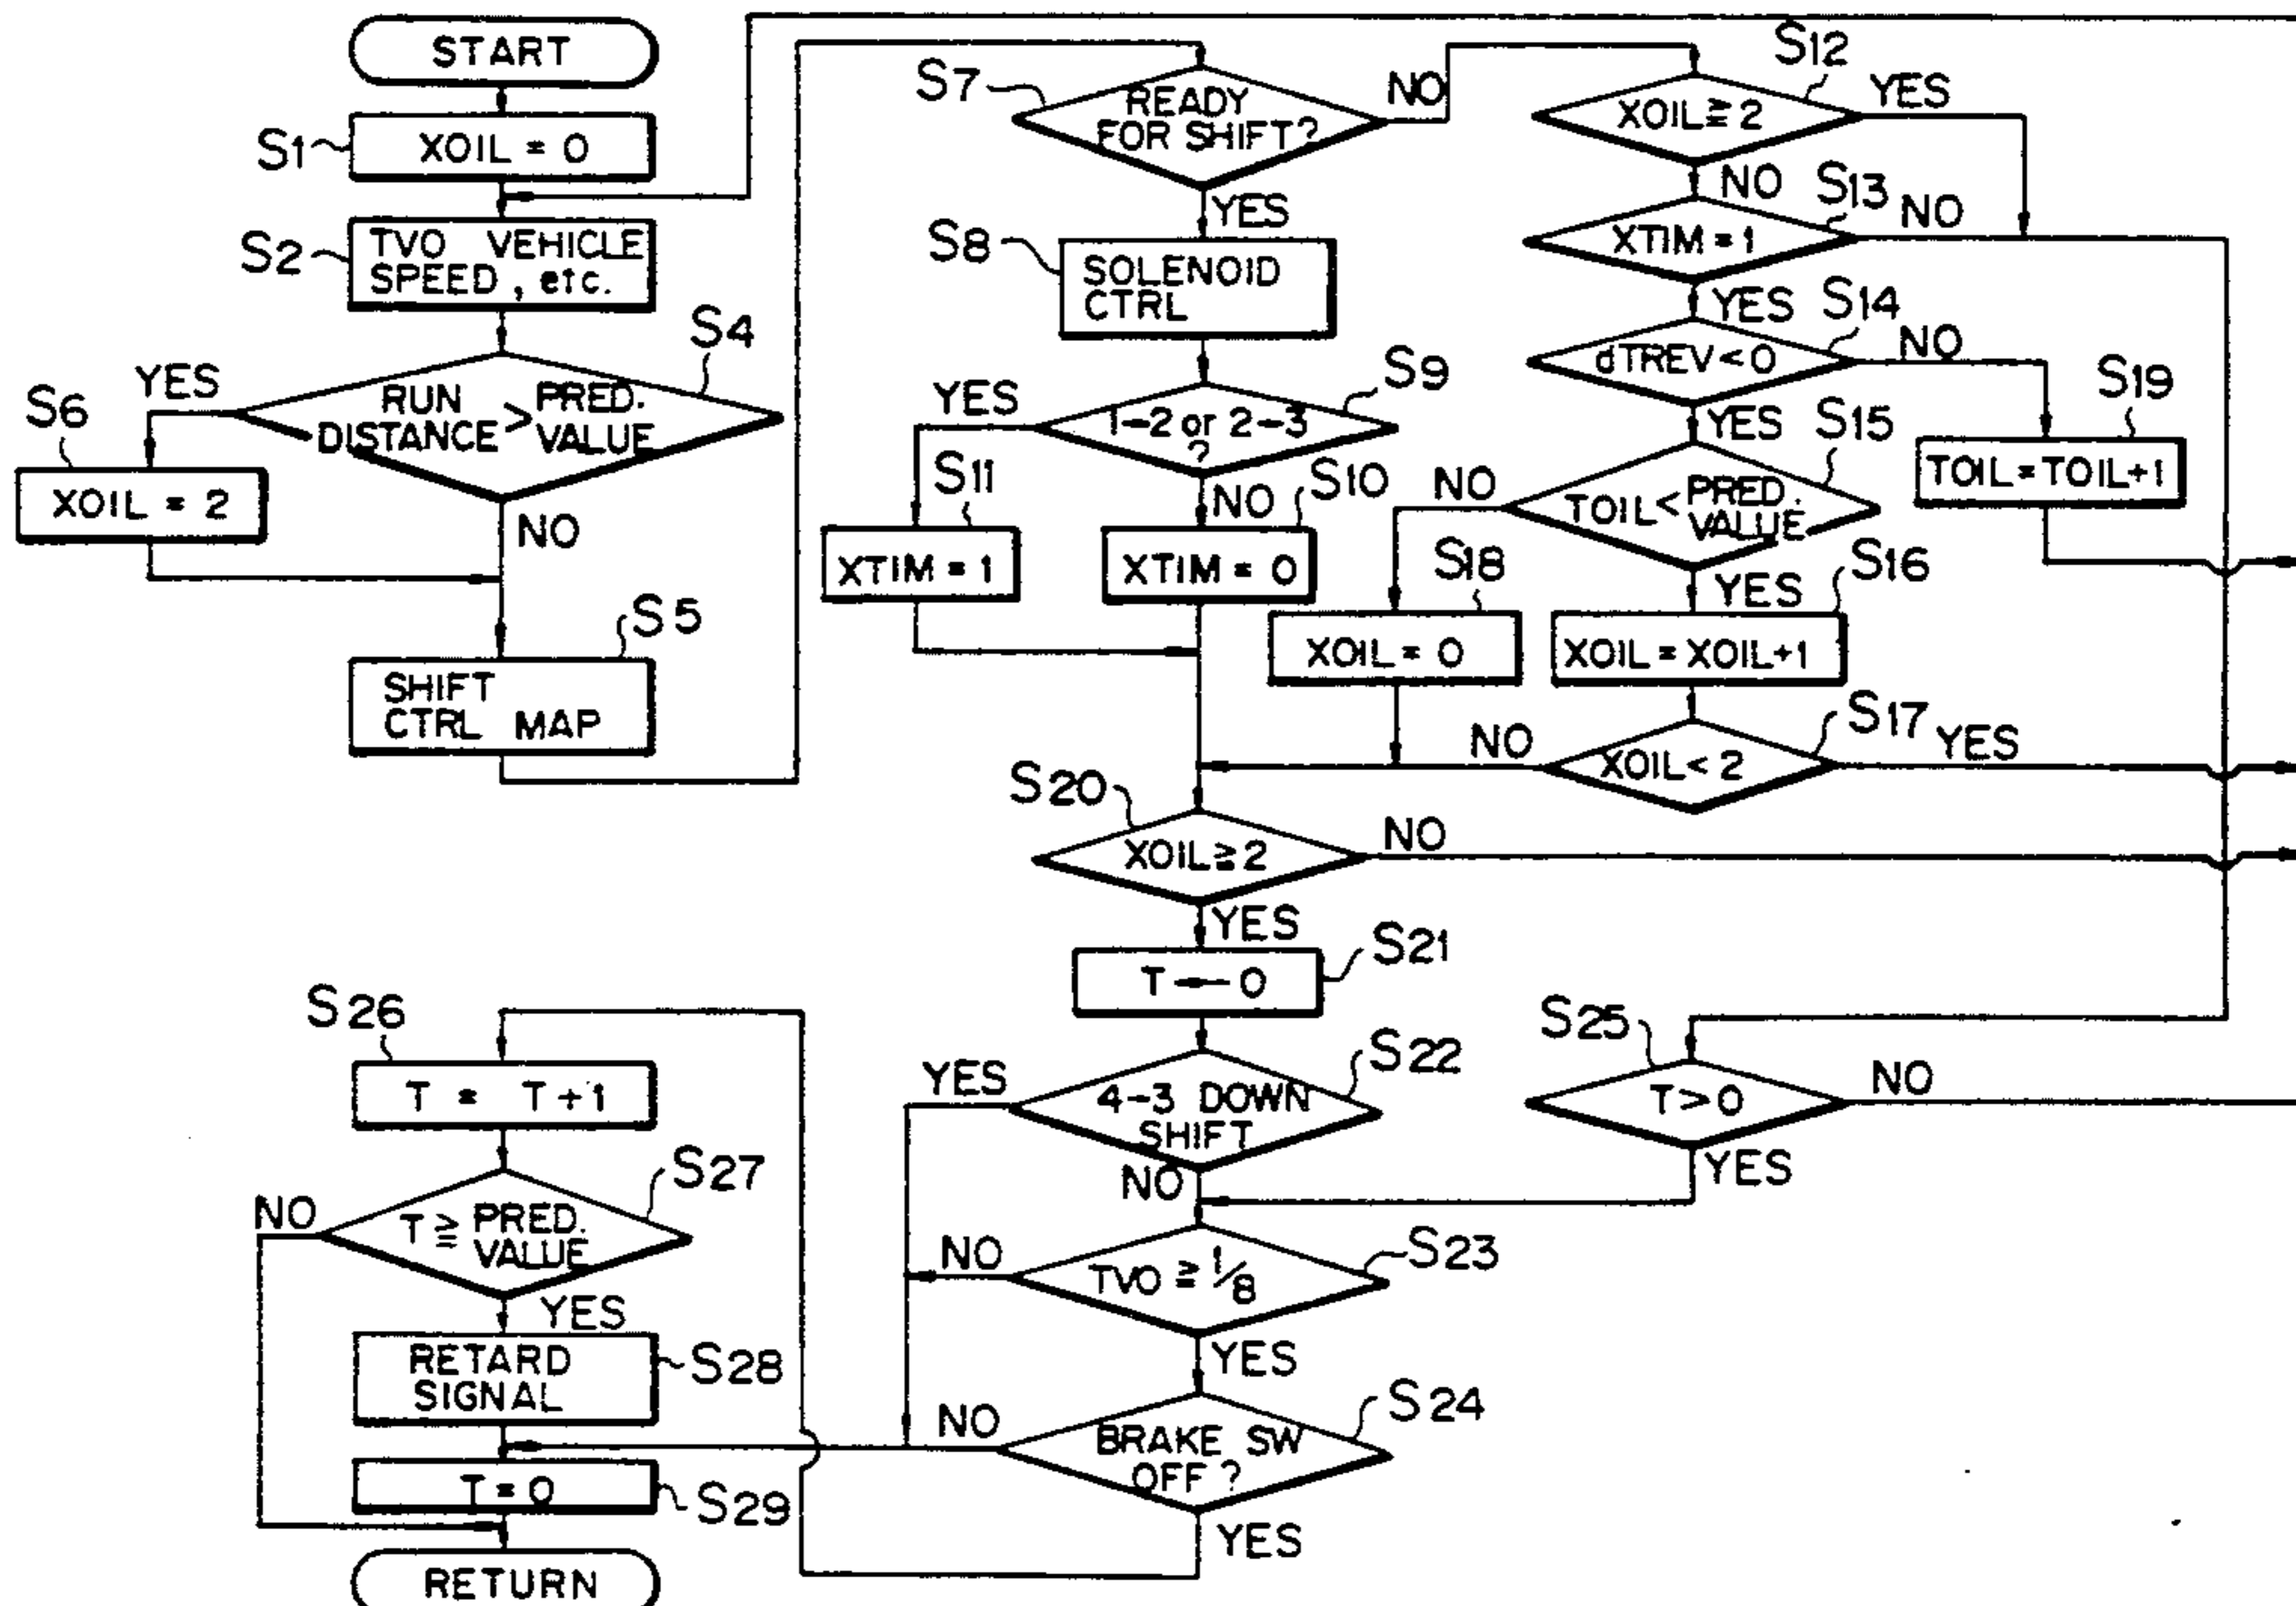 START
S1
XOIL = 0
S2
TVO VEHICLE
SPEED, etc.
S4
YES
RUN
DISTANCE
>
PRED.
VALUE
NO
S6
XOIL = 2
S5
SHIFT
CTRL MAP
S7
READY
FOR SHIFT?
NO
YES
S8
SOLENOID
CTRL
S9
YES
1-2 or 2-3
?
NO
S11
XTIM = 1
S10
XTIM = 0
S12
XOIL ≧ 2
YES
NO
S13
XTIM = 1
NO
YES
S14
dTREV < 0
NO
YES
S19
TOIL = TOIL+1
S15
NO
TOIL < PRED.
VALUE
YES
S18
XOIL = 0
S16
XOIL = XOIL+1
S17
NO
XOIL < 2
YES
S20
XOIL ≧ 2
NO
YES
S21
T ← 0
S22
YES
4-3 DOWN
SHIFT
NO
S25
T > 0
NO
YES
S23
NO
TVO ≧ 1/8
YES
S24
NO
BRAKE SW
OFF ?
YES
S26
T = T+1
S27
NO
T ≧ PRED.
VALUE
YES
S28
RETARD
SIGNAL
S29
T = 0
RETURN